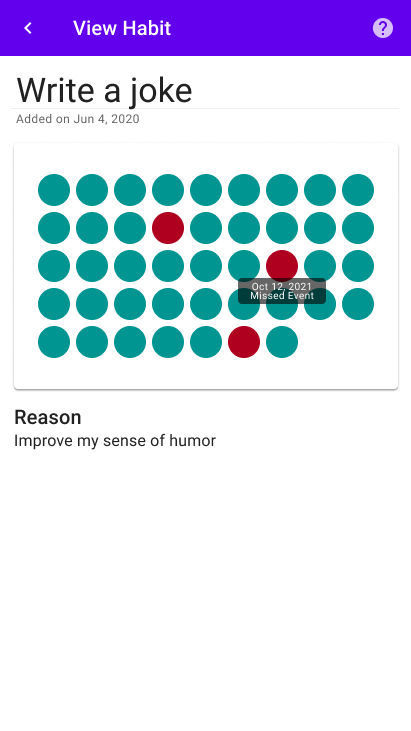 View Habit
?
Write a joke
Added on Jun 4, 2020
Oct 12, 2021
Missed Event
Reason
Improve my sense of humor